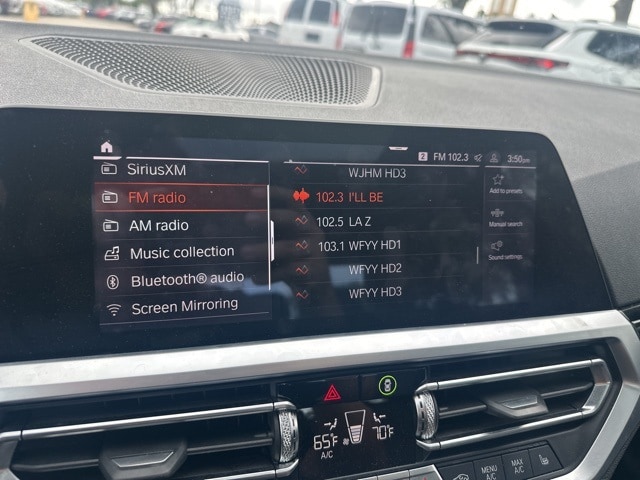 2 FM 102.3 3:50pm
SiriusXM
FM radio
AM radio
Music collection
Bluetooth® audio
Screen Mirroring
WJHM HD3
102.3 I'LL BE
102.5 LA Z
103.1 WFYY HD1
WFYY HD2
WFYY HD3
Add to presets
Manual search
Sound settings
65°F
A/C
70°F
MENU
A/C
MAX
A/C